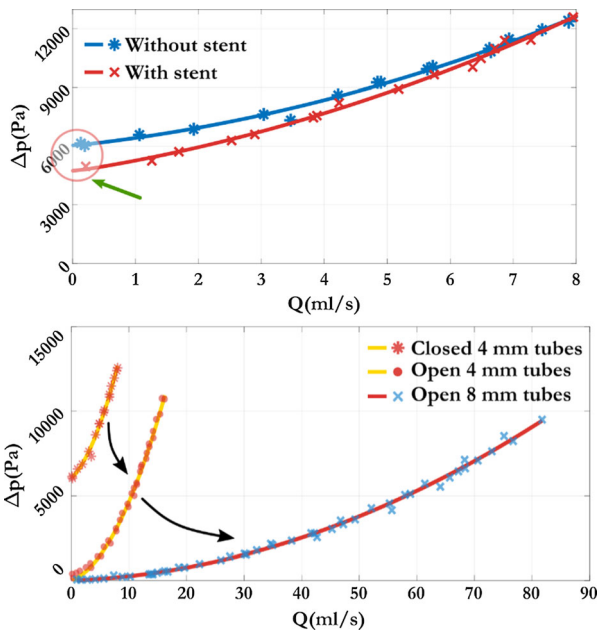 12000
9000
6000
3000
0
Δp(Pa)
Without stent
With stent
0 1 2 3 4 5 6 7 8
Q(ml/s)
15000
10000
5000
0
Δp(Pa)
Closed 4 mm tubes
Open 4 mm tubes
Open 8 mm tubes
0 10 20 30 40 50 60 70 80 90
Q(ml/s)